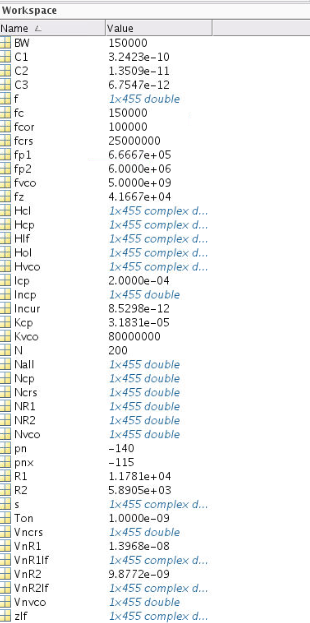 Workspace
Name Value
BW 150000
C1 3.2423e-10
C2 1.3509e-11
C3 6.7547e-12
f 1x455 double
fc 150000
fcor 100000
fcrs 25000000
fp1 6.6667e+05
fp2 6.0000e+06
fvco 5.0000e+09
fz 4.1667e+04
Hcl 1x455 complex d...
Hcp 1x455 complex d...
Hlf 1x455 complex d...
Hol 1x455 complex d...
Hvco 1x455 complex d...
Icp 2.0000e-04
Incp 1x455 double
Incur 8.5298e-12
Kcp 3.1831e-05
Kvco 80000000
N 200
Nall 1x455 double
Ncp 1x455 double
Ncrs 1x455 double
NR1 1x455 double
NR2 1x455 double
Nvco 1x455 double
pn -140
pnx -115
R1 1.1781e+04
R2 5.8905e+03
s 1x455 complex d...
Ton 1.0000e-09
Vncrs 1x455 double
VnR1 1.3968e-08
VnR1lf 1x455 complex d...
VnR2 9.8772e-09
VnR2lf 1x455 complex d...
Vnvco 1x455 double
zlf 1x455 complex d...